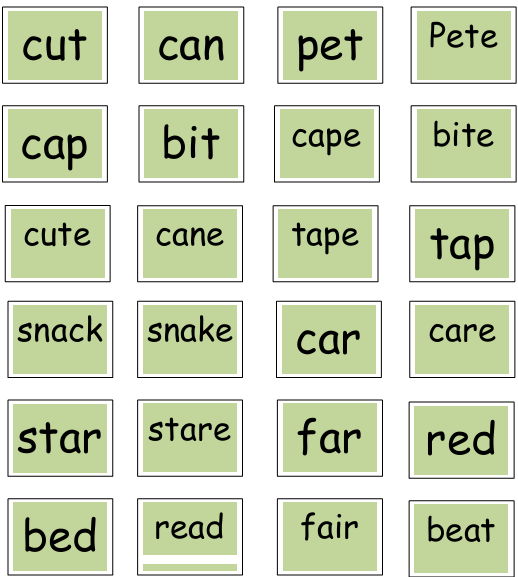 cut can pet Pete
cap bit cape bite
cute cane tape tap
snack snake car care
star stare far red
bed read fair beat